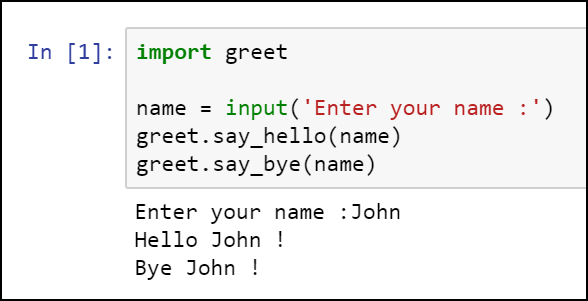 In [1]: import greet
name = input('Enter your name :')
greet.say_hello(name)
greet.say_bye(name)
Enter your name :John
Hello John !
Bye John !